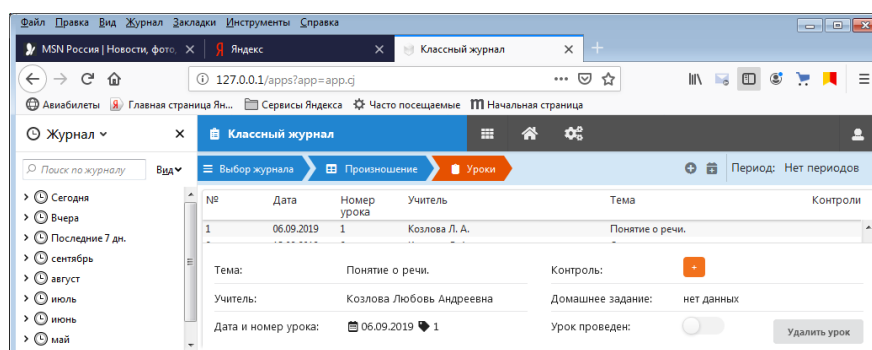 Файл Правка Вид Журнал Закладки Инструменты Справка
MSN Россия | Новости, фото, Яндекс Классный журнал
127.0.0.1/apps?app=app.cj
Авиабилеты Главная страница Ян... Сервисы Яндекса Часто посещаемые Начальная страница
Журнал Классный журнал
Поиск по журналу Вид Выбор журнала Произношение Уроки Период: Нет периодов
Сегодня
Вчера
Последние 7 дн.
сентябрь
август
июль
июнь
май
№ Дата Номер урока Учитель Тема Контроли
1 06.09.2019 1 Козлова Л. А. Понятие о речи.
Тема: Понятие о речи. Контроль: +
Учитель: Козлова Любовь Андреевна Домашнее задание: нет данных
Дата и номер урока: 06.09.2019 1 Урок проведен: Удалить урок